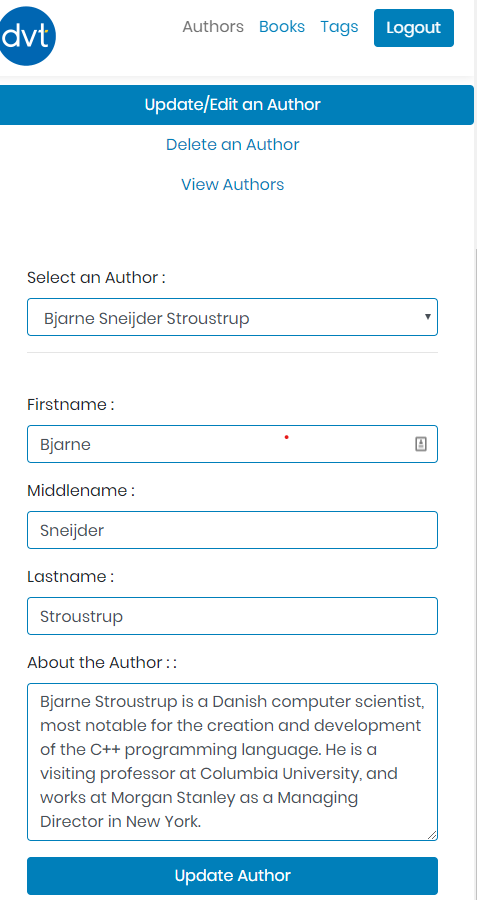 dvt
Authors Books Tags Logout
Update/Edit an Author
Delete an Author
View Authors
Select an Author :
Bjarne Sneijder Stroustrup
Firstname :
Bjarne
Middlename :
Sneijder
Lastname :
Stroustrup
About the Author : :
Bjarne Stroustrup is a Danish computer scientist,
most notable for the creation and development
of the C++ programming language. He is a
visiting professor at Columbia University, and
works at Morgan Stanley as a Managing
Director in New York.
Update Author